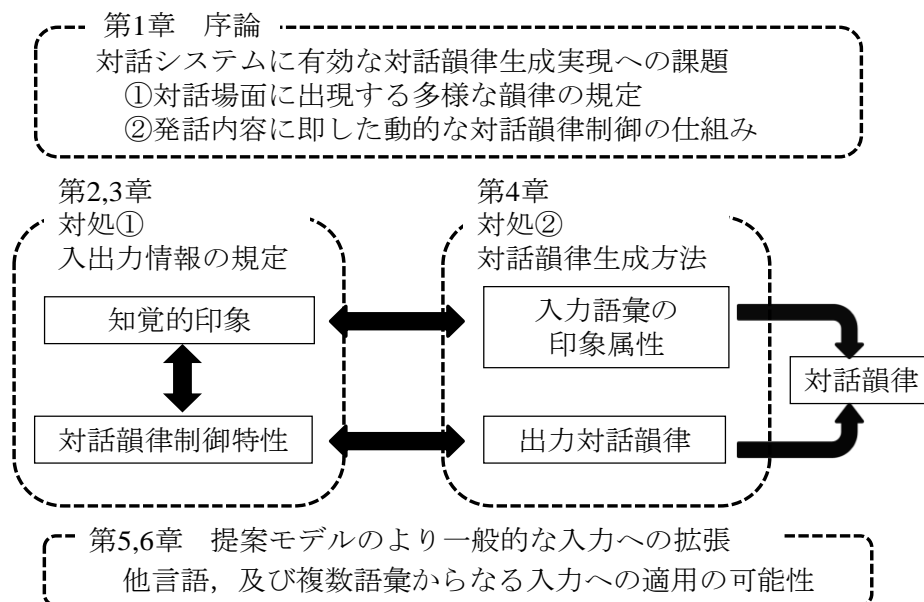 第1章　序論
対話システムに有効な対話韻律生成実現への課題
①対話場面に出現する多様な韻律の規定
②発話内容に即した動的な対話韻律制御の仕組み
第2,3章
対処①
入出力情報の規定
知覚的印象
対話韻律制御特性
第4章
対処②
対話韻律生成方法
入力語彙の
印象属性
出力対話韻律
対話韻律
第5,6章　提案モデルのより一般的な入力への拡張
他言語，及び複数語彙からなる入力への適用の可能性